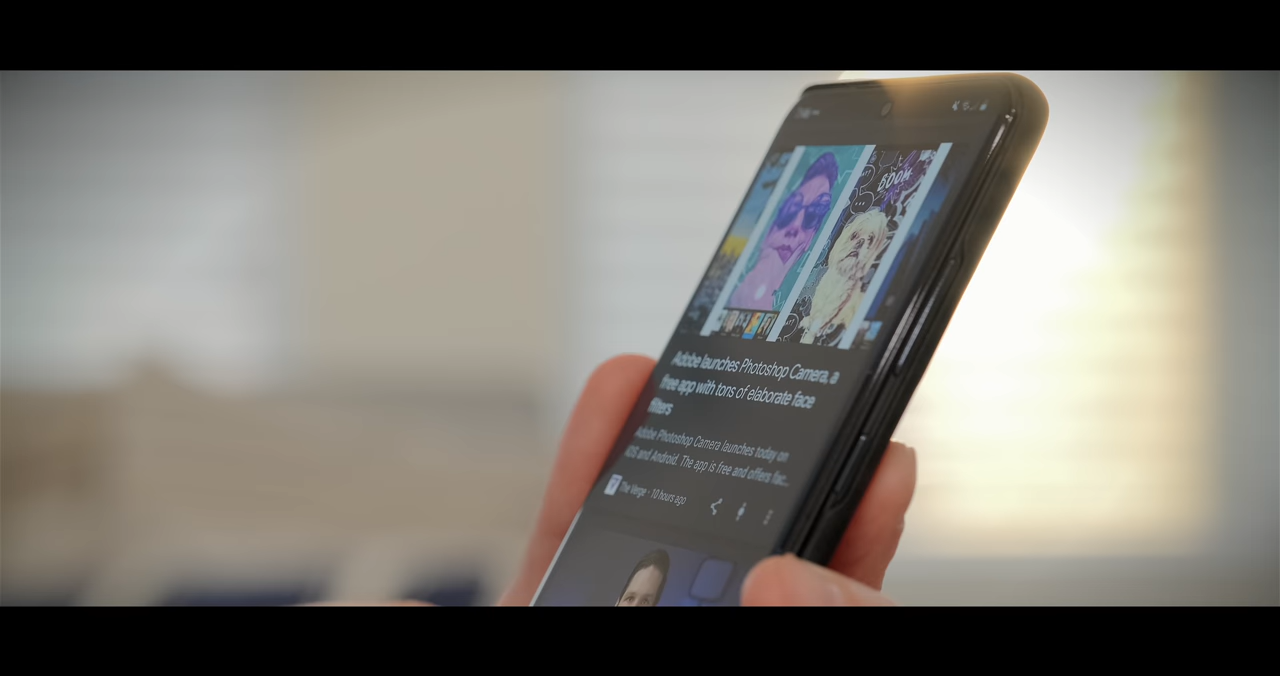 BOOM
Adobe launches Photoshop Camera, a
free app with tons of elaborate face
filters
Adobe Photoshop Camera launches today on
iOS and Android. The app is free and offers fac...
The Verge · 10 hours ago